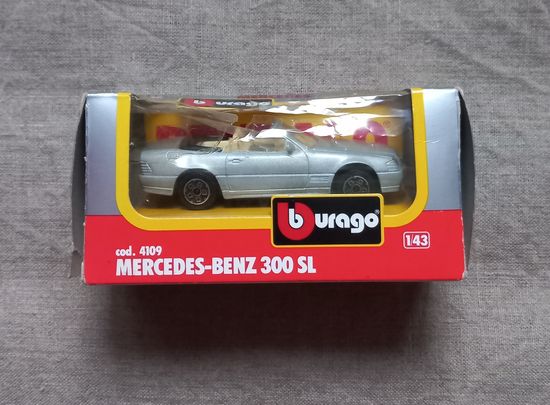 Burago
burago
cod. 4109
1/43
MERCEDES-BENZ 300 SL